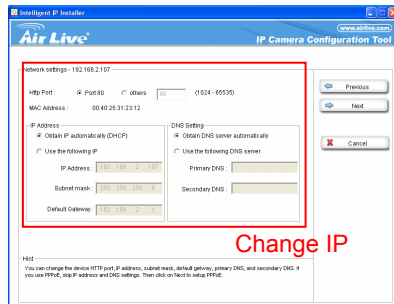 Intelligent IP Installer
Air Live
www.airlive.com
IP Camera Configuration Tool
Network settings - 192.168.2.107
Http Port : Port 80 others 80 (1024 - 65535)
MAC Address : 00:40:25:31:23:12
IP Address
Obtain IP automatically (DHCP)
Use the following IP
IP Address : 192 . 168 . 2 . 107
Subnet mask : 255 . 255 . 255 . 0
Default Gateway : 192 . 168 . 2 . 1
DNS Setting
Obtain DNS server automatically
Use the following DNS server
Primary DNS :
Secondary DNS :
Previous
Next
Cancel
Change IP
Hint
You can change the device HTTP port, IP address, subnet mask, default getway, primary DNS, and secondary DNS. If
you use PPPoE, skip IP address and DNS settings. Then click on Next to setup PPPoE.